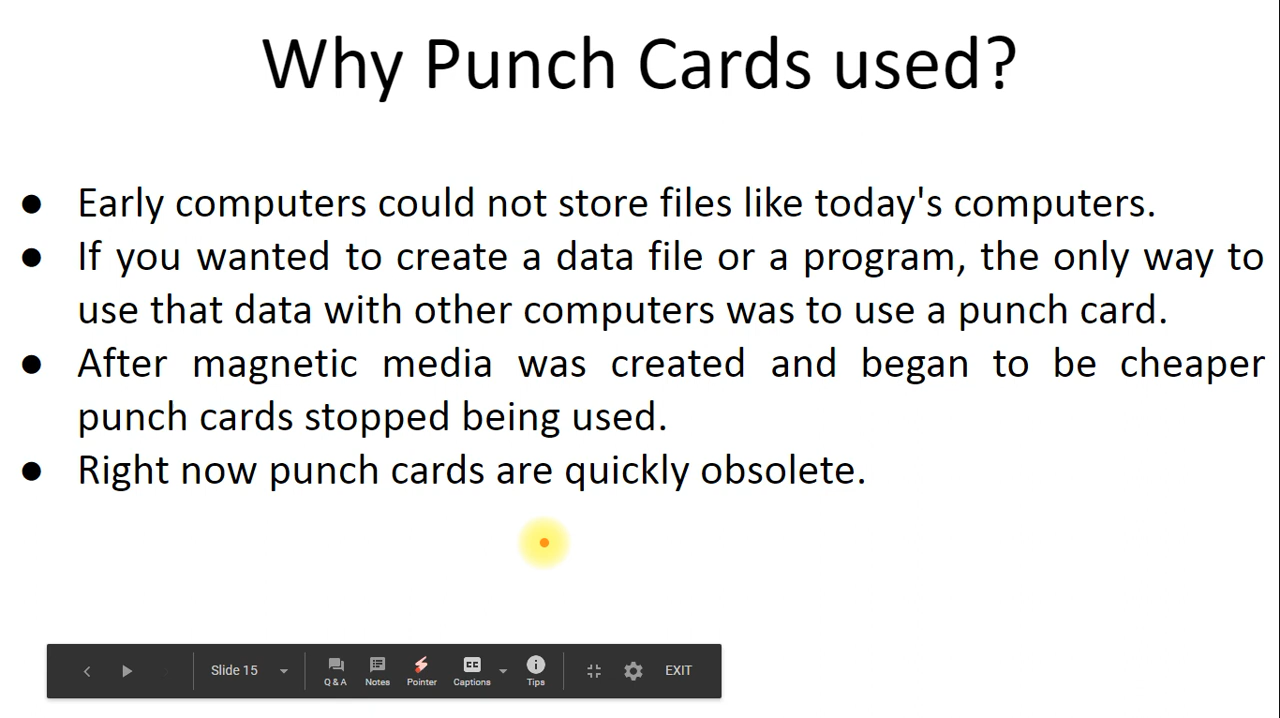 Why Punch Cards used?
● Early computers could not store files like today's computers.
● If you wanted to create a data file or a program, the only way to
use that data with other computers was to use a punch card.
● After magnetic media was created and began to be cheaper
punch cards stopped being used.
● Right now punch cards are quickly obsolete.
Slide 15 Q & A Notes Pointer CC Captions Tips EXIT